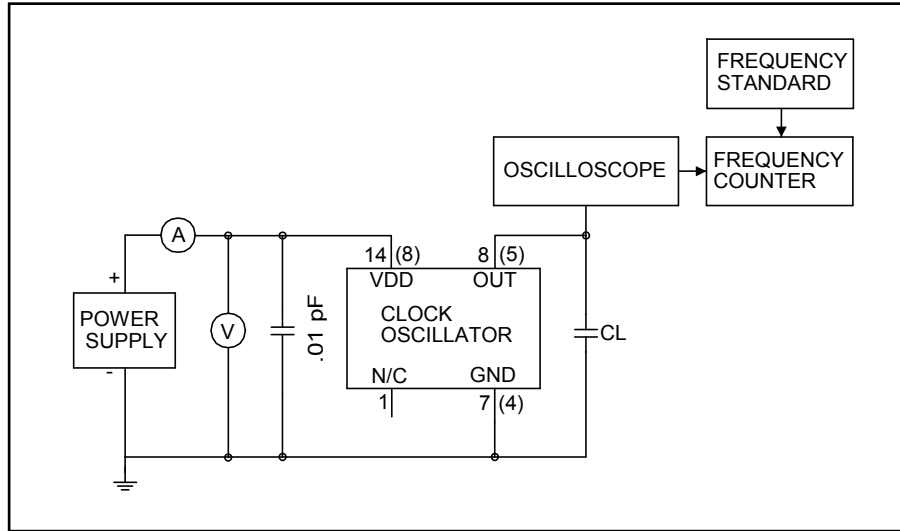 FREQUENCY
STANDARD
OSCILLOSCOPE
FREQUENCY
COUNTER
A
14 (8)
8 (5)
VDD
OUT
+
POWER
SUPPLY
-
V
.01 pF
CLOCK
OSCILLATOR
CL
N/C
GND
1
7 (4)